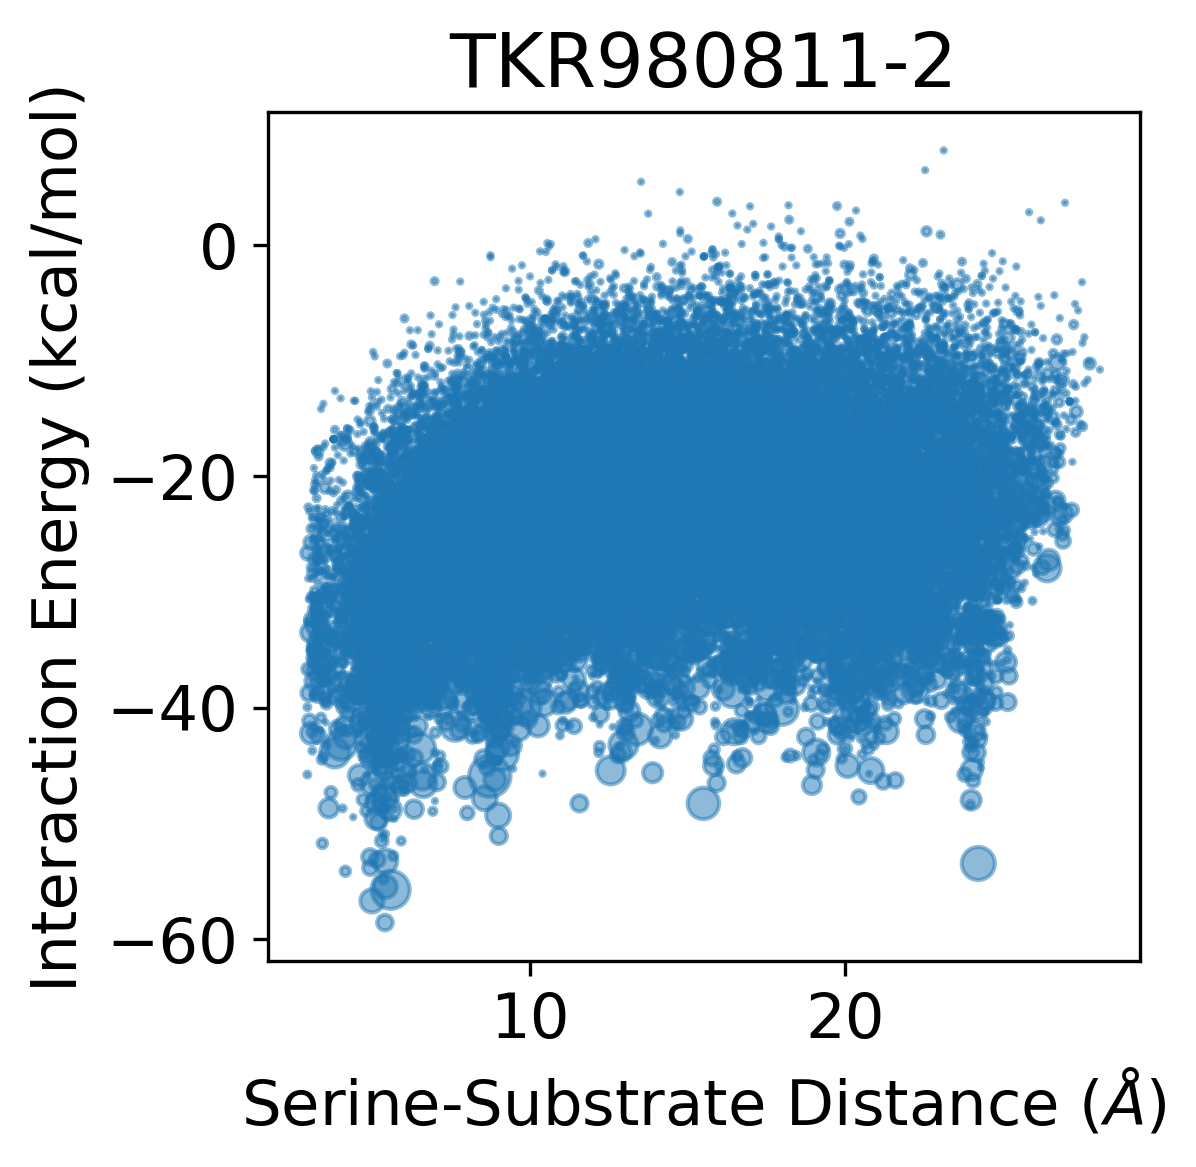 TKR980811-2
Interaction Energy (kcal/mol)
0
−20
−40
−60
10 20
Serine-Substrate Distance (Å)